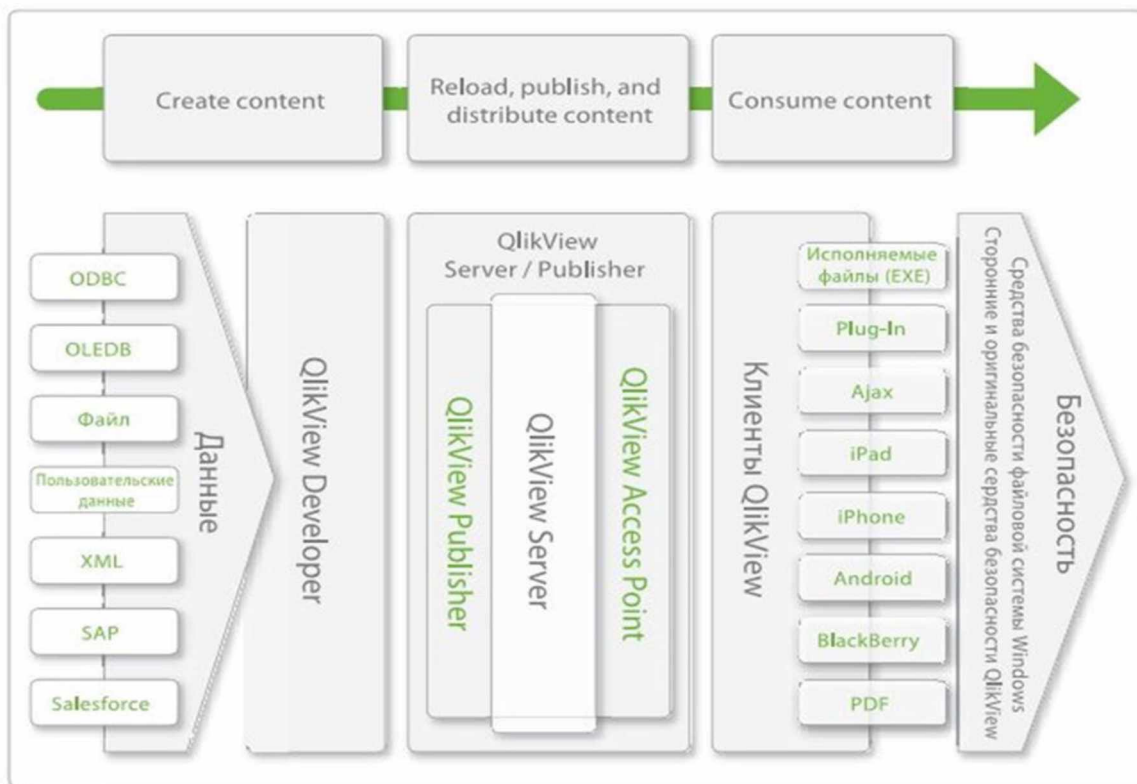 Create content
Reload, publish, and
distribute content
Consume content
ODBC
OLEDB
Файл
Пользовательские
данные
XML
SAP
Salesforce
Данные
QlikView Developer
QlikView
Server / Publisher
QlikView Publisher
QlikView Server
QlikView Access Point
Клиенты QlikView
Исполняемые
файлы (EXE)
Plug-In
Ajax
iPad
iPhone
Android
BlackBerry
PDF
Безопасность
Средства безопасности файловой системы Windows
Сторонние и оригинальные сердства безопасности QlikView